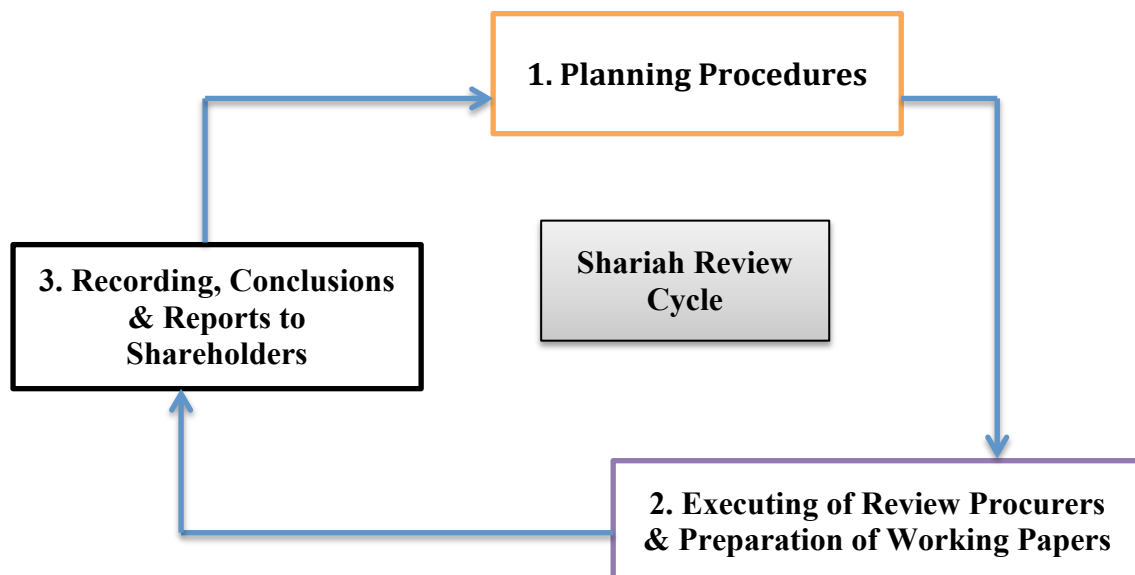 1. Planning Procedures
Shariah Review
Cycle
3. Recording, Conclusions
& Reports to
Shareholders
2. Executing of Review Procurers
& Preparation of Working Papers